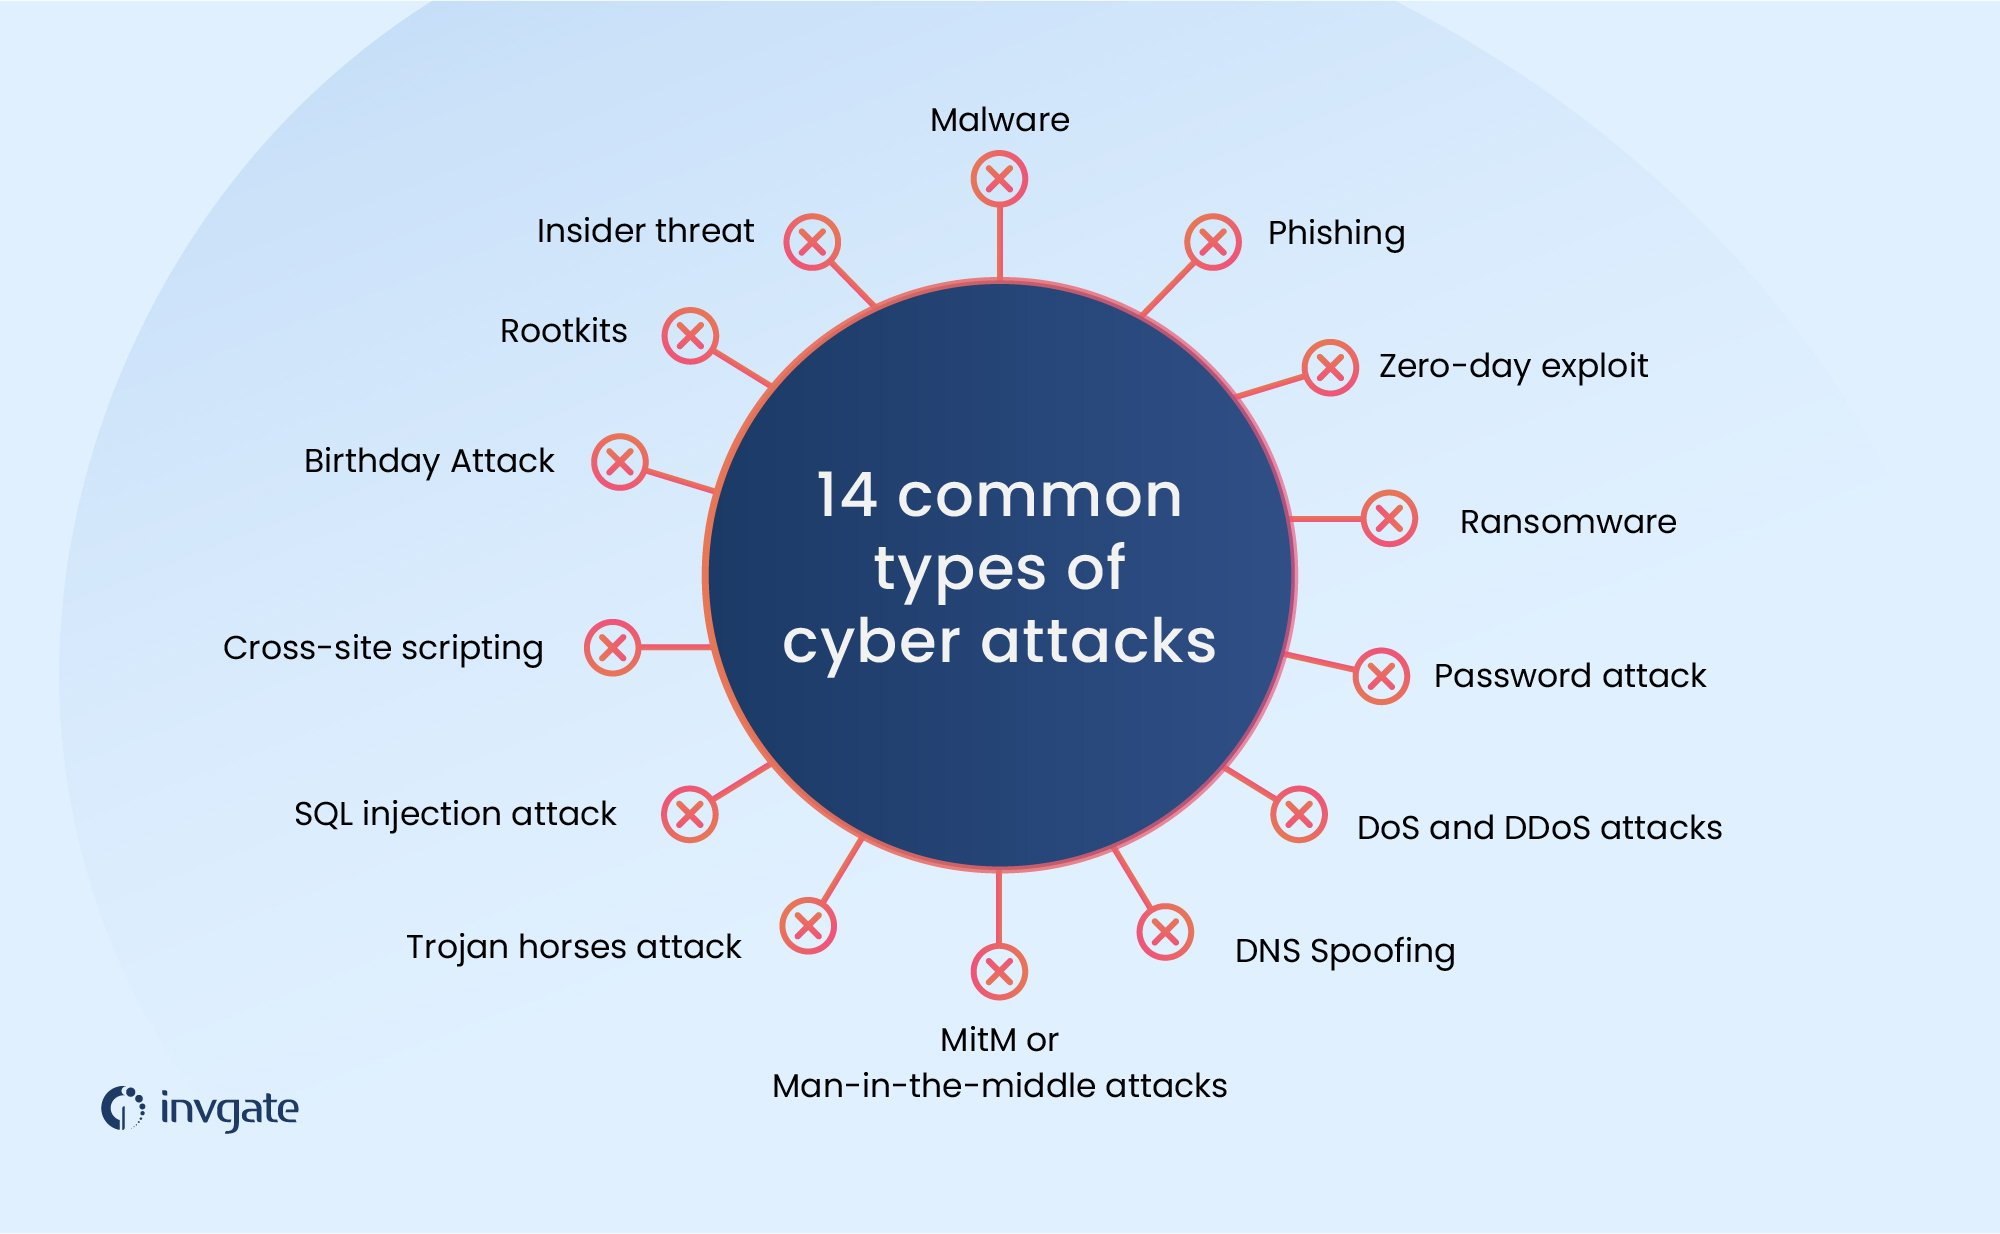 Malware
Insider threat
Phishing
Rootkits
Zero-day exploit
Birthday Attack
14 common
types of
cyber attacks
Ransomware
Cross-site scripting
Password attack
SQL injection attack
DoS and DDoS attacks
Trojan horses attack
DNS Spoofing
MitM or
Man-in-the-middle attacks
invgate